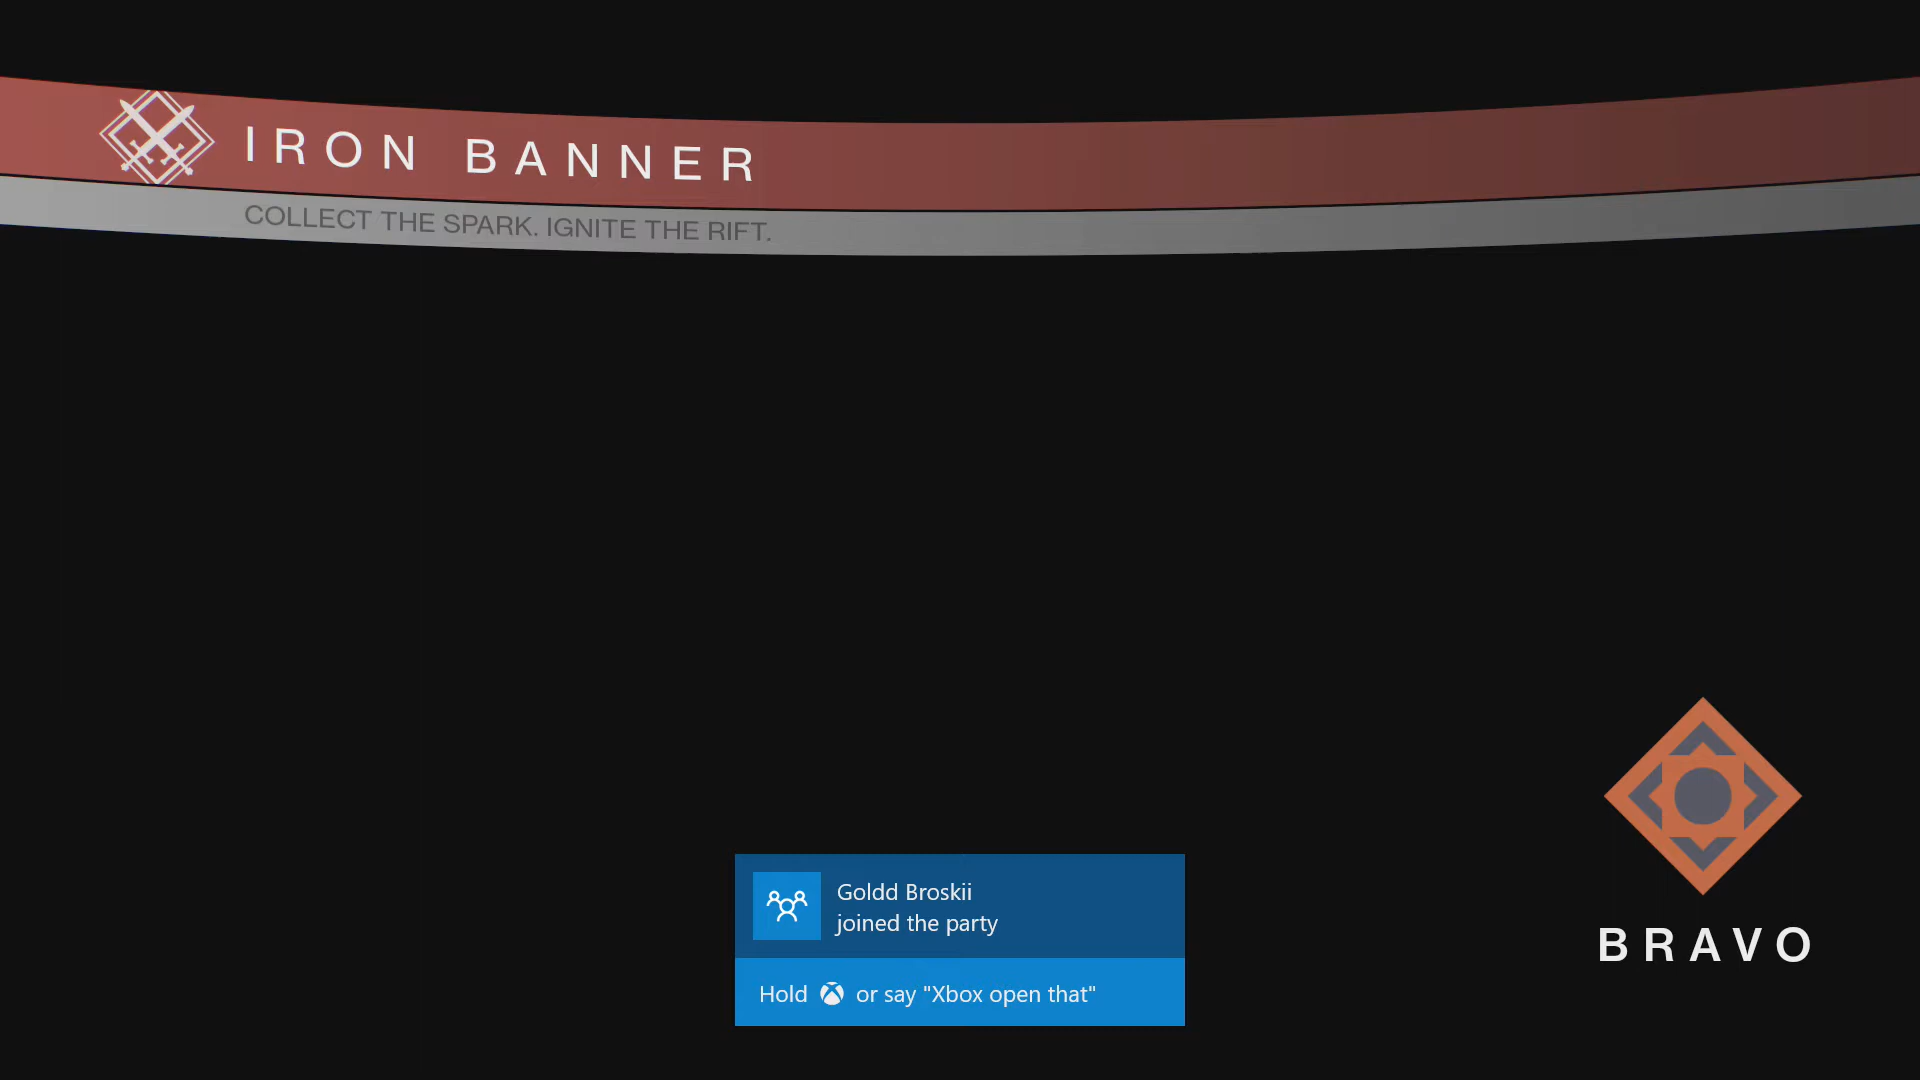 IRON BANNER
COLLECT THE SPARK. IGNITE THE RIFT.
Goldd Broskii
joined the party
Hold or say "Xbox open that"
BRAVO